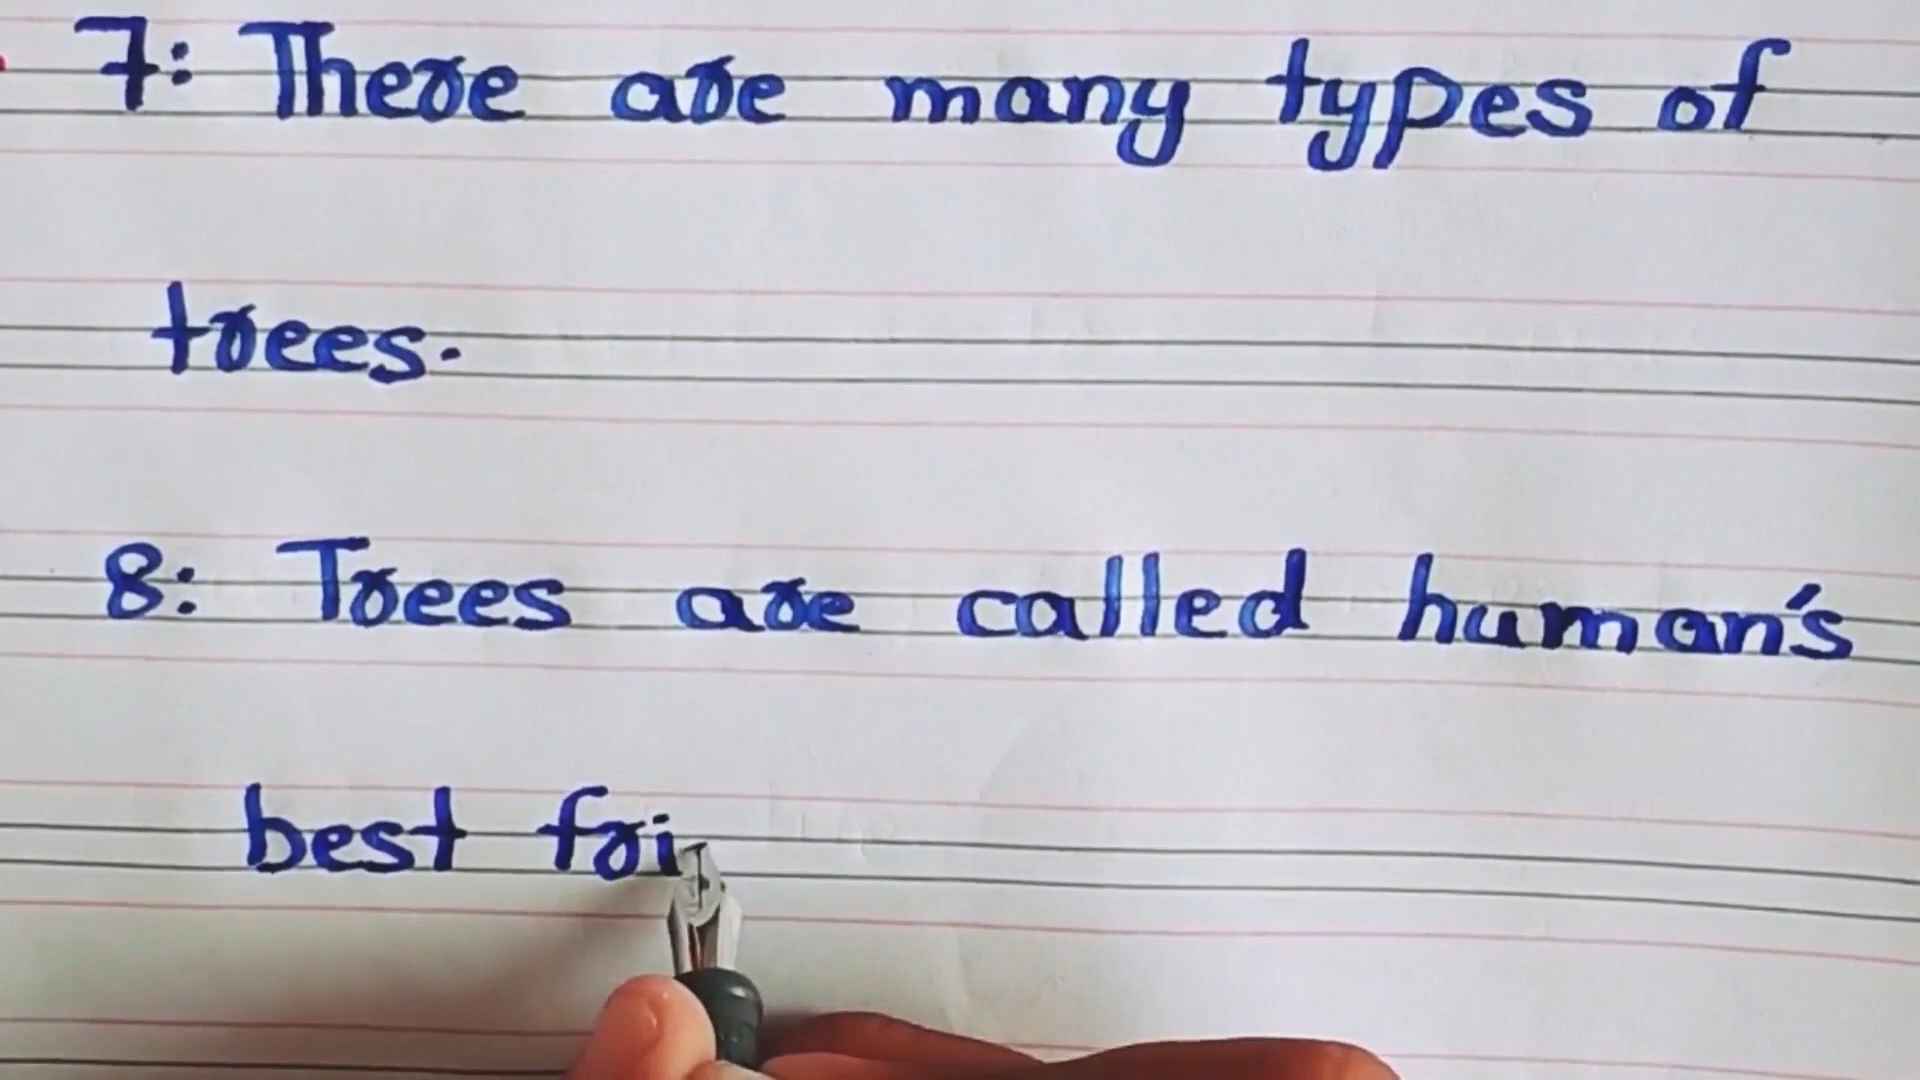 7: There are many types of
trees.
8: Trees are called human's
best fri